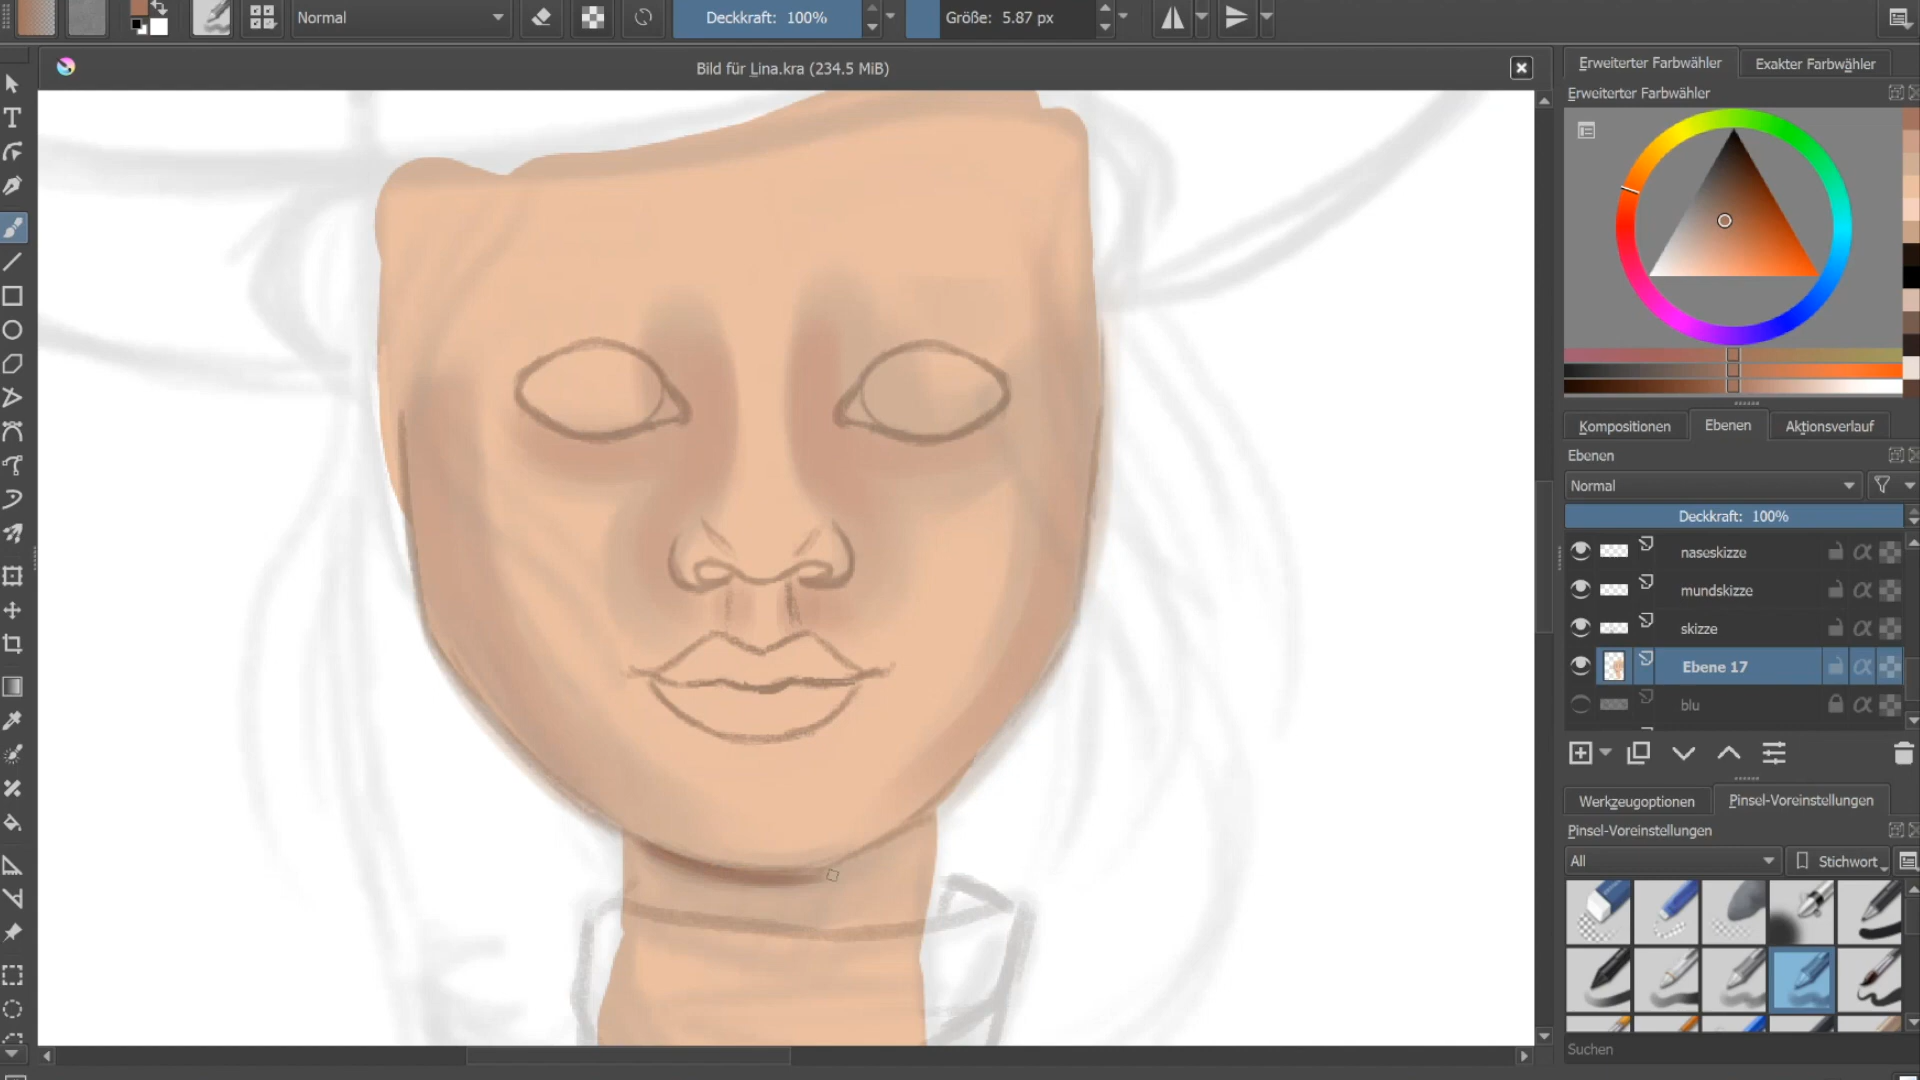 Normal
Deckkraft: 100%
Größe: 5.87 px
Bild für Lina.kra (234.5 MiB)
Erweiterter Farbwähler
Exakter Farbwähler
Erweiterter Farbwähler
Kompositionen
Ebenen
Aktionsverlauf
Ebenen
Normal
Deckkraft: 100%
naseskizze
mundskizze
skizze
Ebene 17
blu
Werkzeugoptionen
Pinsel-Voreinstellungen
Pinsel-Voreinstellungen
All
Stichwort
Suchen